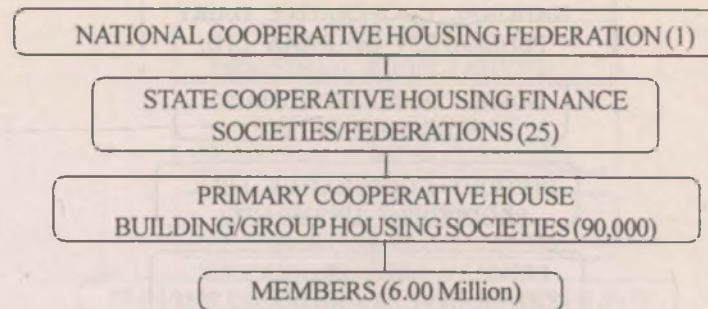 NATIONAL COOPERATIVE HOUSING FEDERATION (1)
STATE COOPERATIVE HOUSING FINANCE
SOCIETIES/FEDERATIONS (25)
PRIMARY COOPERATIVE HOUSE
BUILDING/GROUP HOUSING SOCIETIES (90,000)
MEMBERS (6.00 Million)